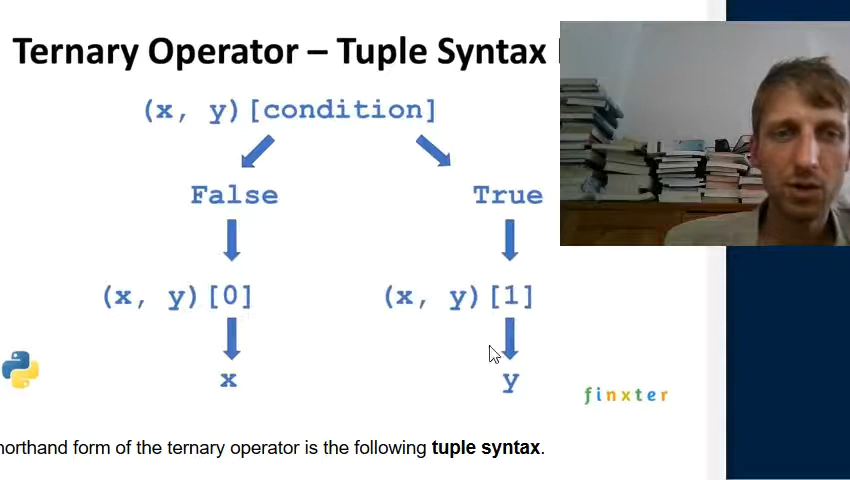 Ternary Operator – Tuple Syntax
(x, y)[condition]
False True
(x, y)[0] (x, y)[1]
x y
finxter
form of the ternary operator is the following tuple syntax.